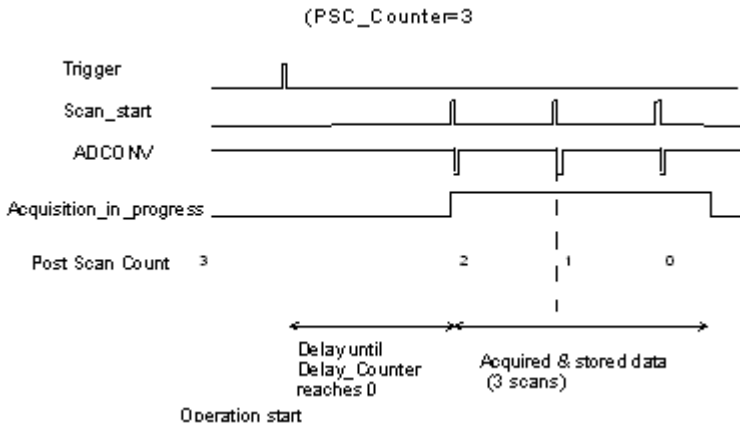 (PSC_Counter=3
Trigger
Scan_start
ADCONV
Acquisition_in_progress
Post Scan Count 3 2 1 0
Delay until
Delay_Counter
reaches 0
Acquired & stored data
(3 scans)
Operation start